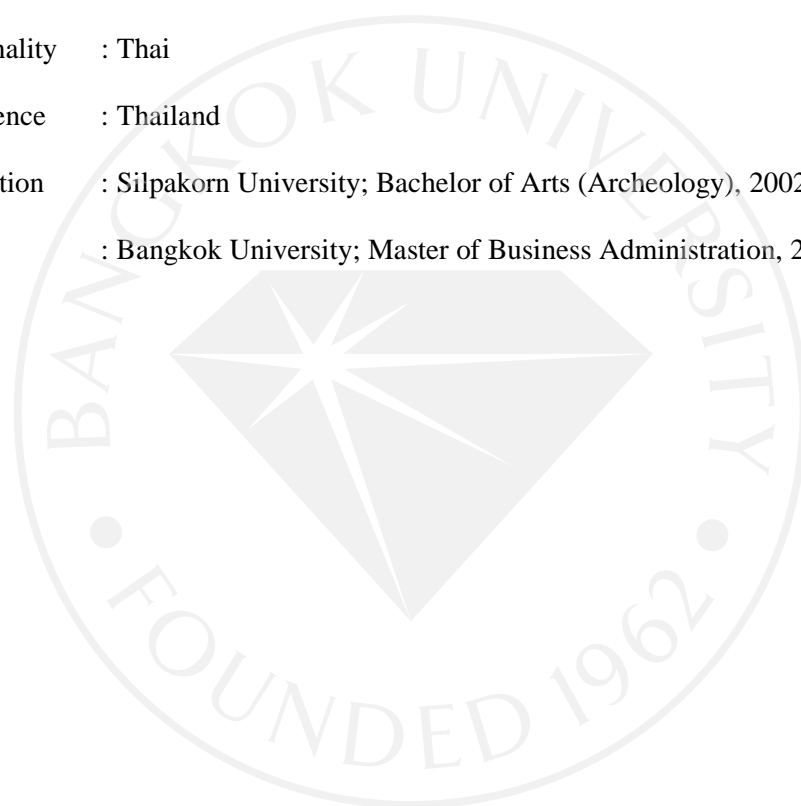 nality : Thai
ence : Thailand
tion : Silpakorn University; Bachelor of Arts (Archeology), 2002
: Bangkok University; Master of Business Administration, 2
BANGKOK UNIVERSITY
• FOUNDED 1962 •